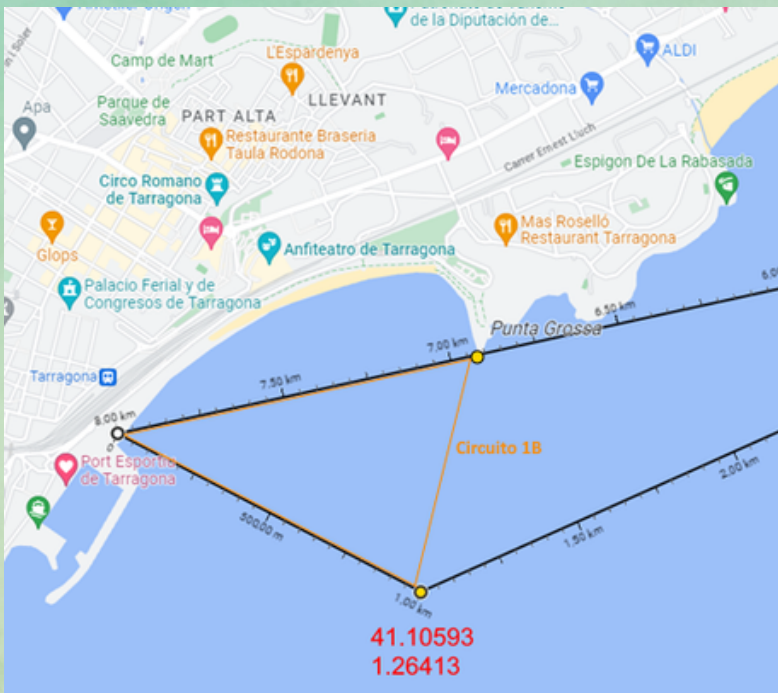 de la Diputación de...
Camp de Mart
L'Espardenya
ALDI
Mercadona
LLEVANT
Parque de
Saavedra
PART ALTA
Apa
Restaurante Braseria
Taula Rodona
Carrer Ernest Lluch
Espigon De La Rabasada
Circo Romano
de Tarragona
Mas Roselló
Restaurant Tarragona
Glops
Anfiteatro de Tarragona
Palacio Ferial y de
Congresos de Tarragona
6,50 km
Punta Grossa
7,00 km
7,50 km
Tarragona
8,00 km
0
Circuito 1B
Port Esportiu
de Tarragona
2,00 km
500,00 m
1,50 km
1,00 km
41.10593
1.26413